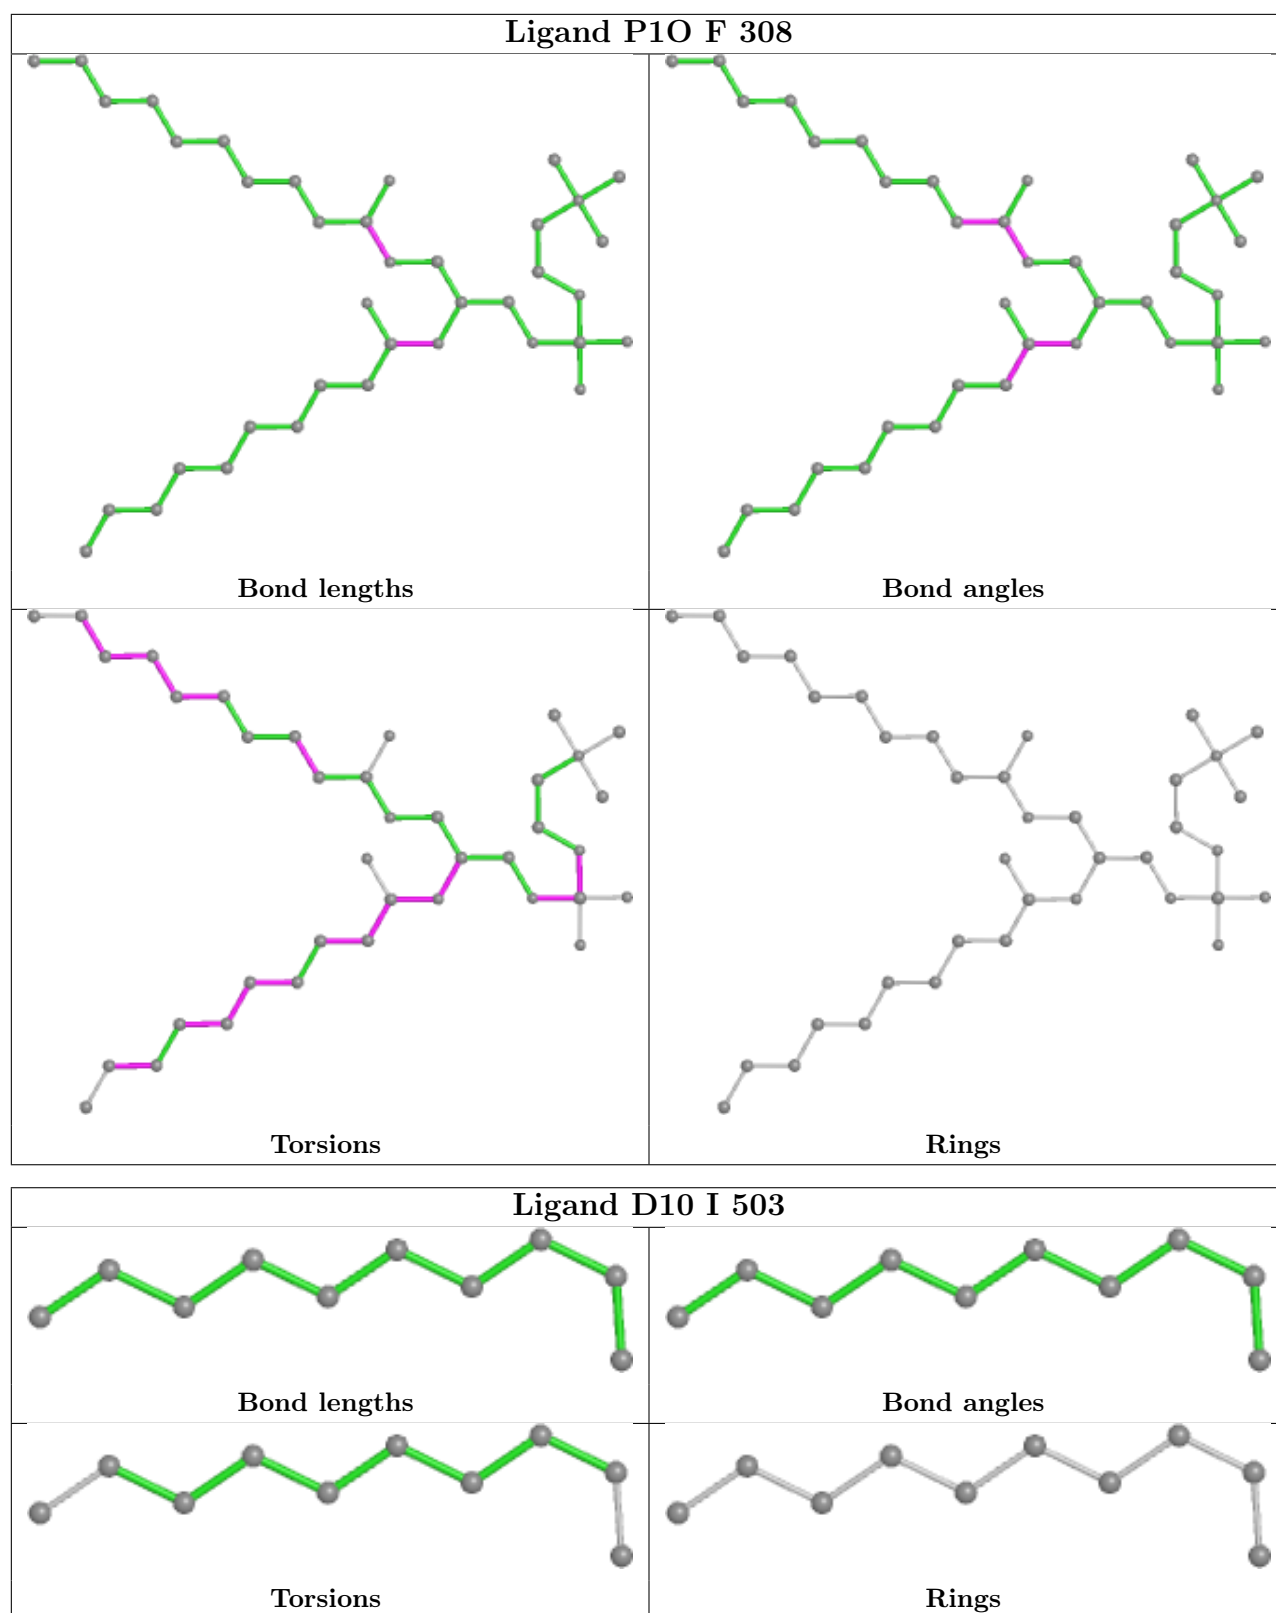 Ligand P1O F 308
Bond lengths
Bond angles
Torsions
Rings
Ligand D10 I 503
Bond lengths
Bond angles
Torsions
Rings